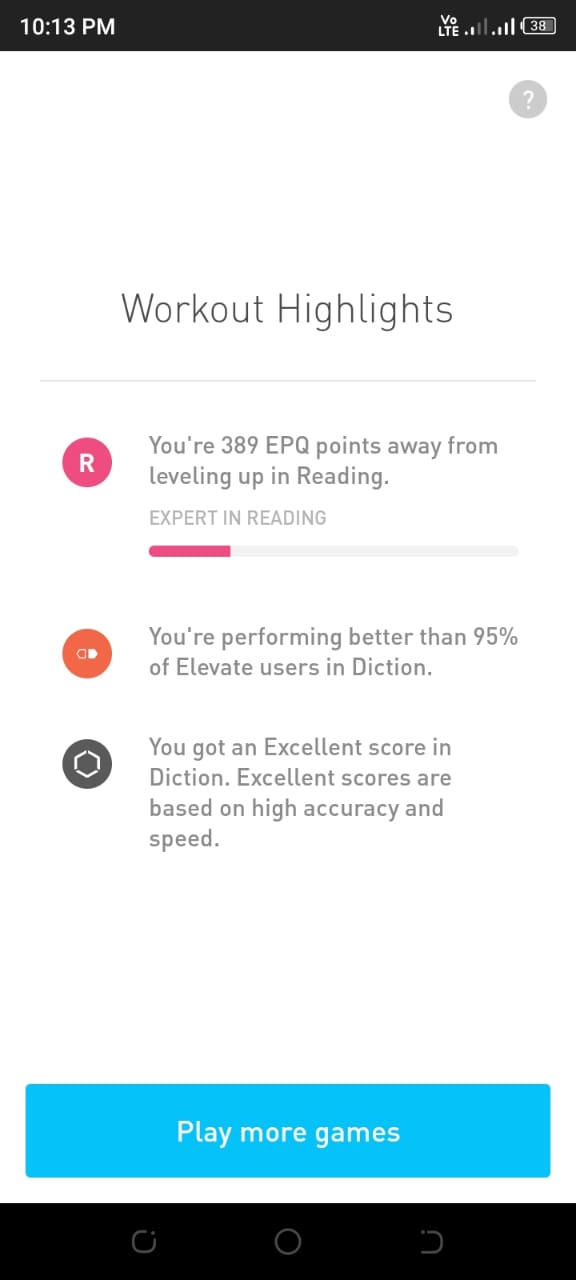 10:13 PM
Vo
LTE
38
?
Workout Highlights
R
You're 389 EPQ points away from
leveling up in Reading.
EXPERT IN READING
You're performing better than 95%
of Elevate users in Diction.
You got an Excellent score in
Diction. Excellent scores are
based on high accuracy and
speed.
Play more games